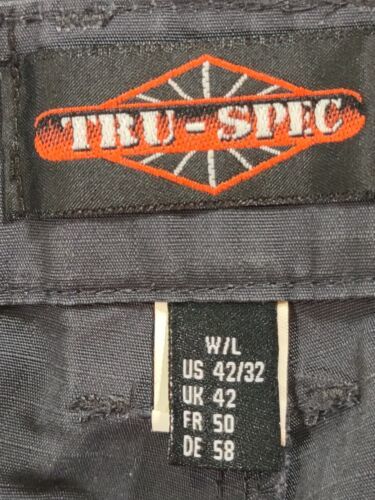 TRU-SPEC
W/L
US 42/32
UK 42
FR 50
DE 58